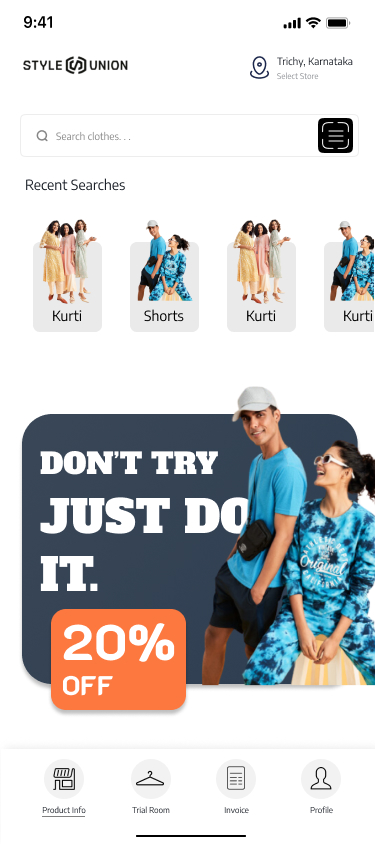 9:41
STYLE UNION
Trichy, Karnataka
Select Store
Search clothes. . .
Recent Searches
Kurti
Shorts
Kurti
Kurti
DON'T TRY
JUST DO
IT.
Original
20%
OFF
Product Info
Trial Room
Invoice
Profile